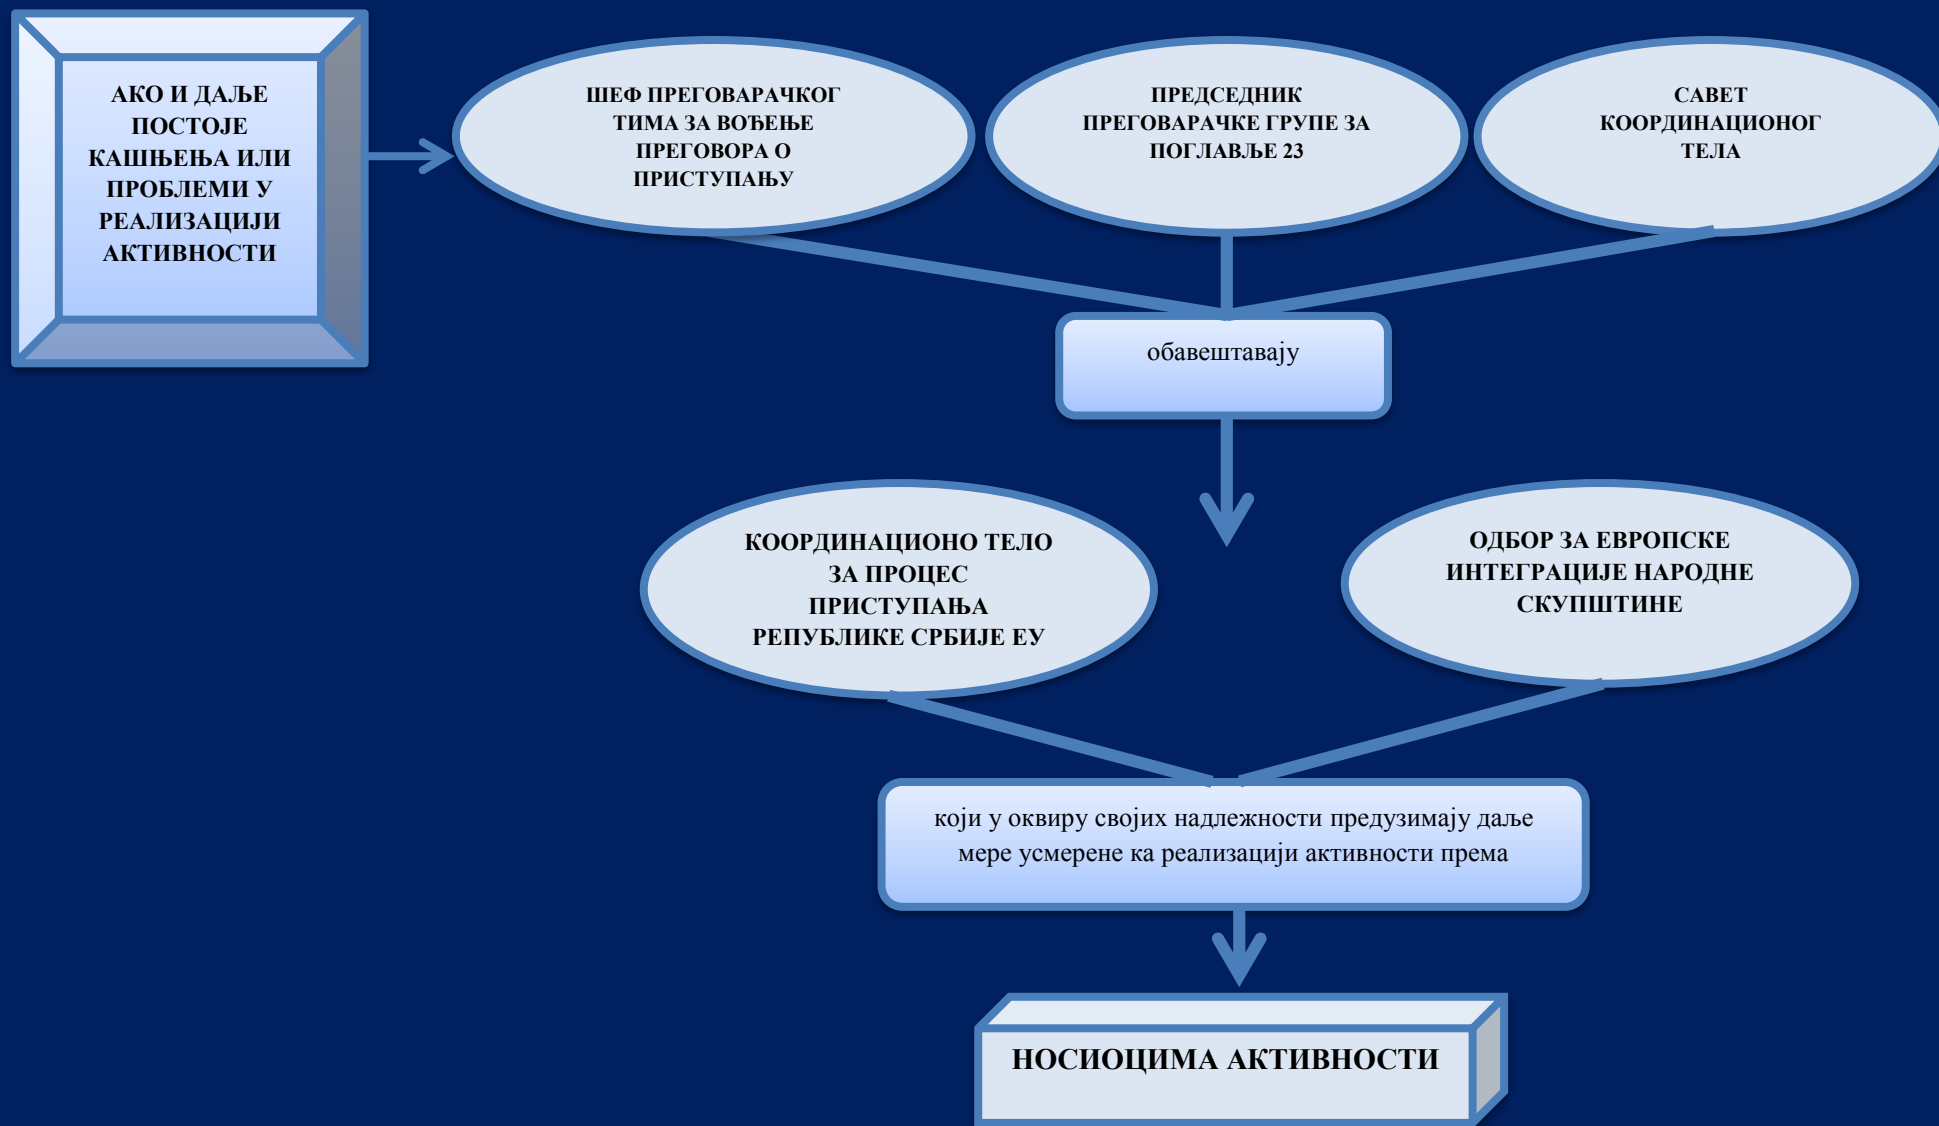 АКО И ДАЉЕ
ПОСТОЈЕ
КАШЊЕЊА ИЛИ
ПРОБЛЕМИ У
РЕАЛИЗАЦИЈИ
АКТИВНОСТИ
ШЕФ ПРЕГОВАРАЧКОГ
ТИМА ЗА ВОЂЕЊЕ
ПРЕГОВОРА О
ПРИСТУПАЊУ
ПРЕДСЕДНИК
ПРЕГОВАРАЧКЕ ГРУПЕ ЗА
ПОГЛАВЉЕ 23
САВЕТ
КООРДИНАЦИОНОГ
ТЕЛА
обавештавају
КООРДИНАЦИОНО ТЕЛО
ЗА ПРОЦЕС
ПРИСТУПАЊА
РЕПУБЛИКЕ СРБИЈЕ ЕУ
ОДБОР ЗА ЕВРОПСКЕ
ИНТЕГРАЦИЈЕ НАРОДНЕ
СКУПШТИНЕ
који у оквиру својих надлежности предузимају даље
мере усмерене ка реализацији активности према
НОСИОЦИМА АКТИВНОСТИ